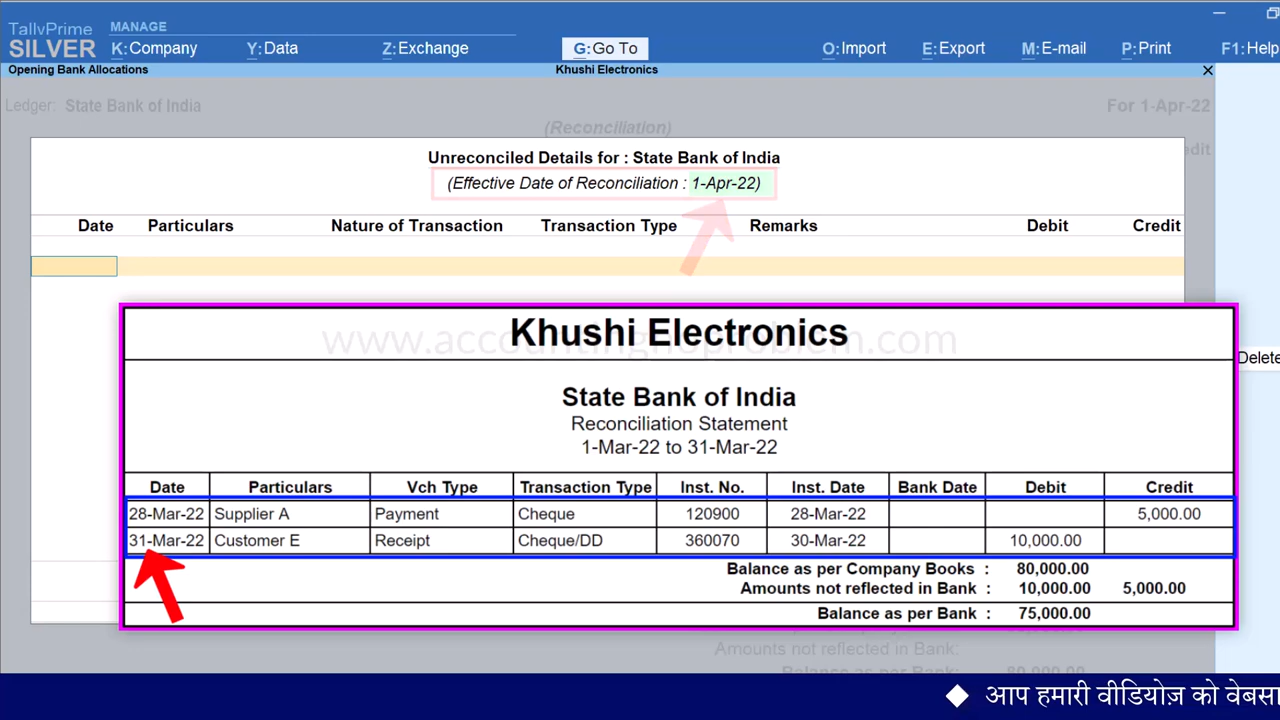 TallyPrime MANAGE
SILVER K:Company Y:Data Z:Exchange G:Go To O:Import E:Export M:E-mail P:Print F1:Help
Opening Bank Allocations Khushi Electronics
Ledger: State Bank of India For 1-Apr-22
(Reconciliation)
Unreconciled Details for : State Bank of India
(Effective Date of Reconciliation : 1-Apr-22)
Date Particulars Nature of Transaction Transaction Type Remarks Debit Credit
Khushi Electronics
www.accountingnoproblem.com
Delete
State Bank of India
Reconciliation Statement
1-Mar-22 to 31-Mar-22
Date Particulars Vch Type Transaction Type Inst. No. Inst. Date Bank Date Debit Credit
28-Mar-22 Supplier A Payment Cheque 120900 28-Mar-22 5,000.00
31-Mar-22 Customer E Receipt Cheque/DD 360070 30-Mar-22 10,000.00
Balance as per Company Books : 80,000.00
Amounts not reflected in Bank : 10,000.00 5,000.00
Balance as per Bank : 75,000.00
Amounts not reflected in Bank:
80,000.00
◆ आप हमारी वीडियोज़ को वेबसा